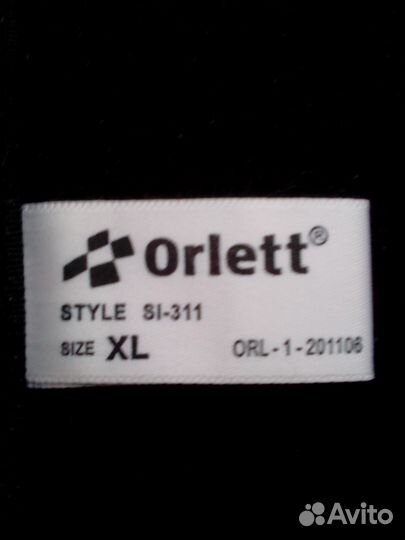 Orlett®
STYLE SI-311
SIZE XL ORL-1-201106
Avito